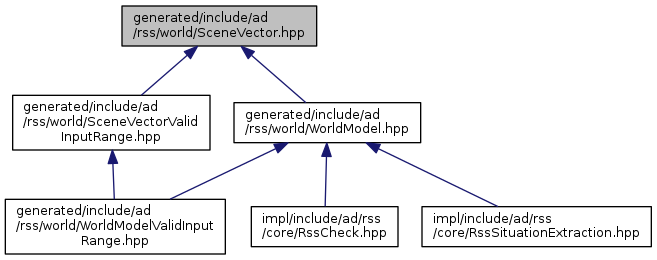 generated/include/ad
/rss/world/SceneVector.hpp
generated/include/ad
/rss/world/SceneVectorValid
InputRange.hpp
generated/include/ad
/rss/world/WorldModel.hpp
generated/include/ad
/rss/world/WorldModelValidInput
Range.hpp
impl/include/ad/rss
/core/RssCheck.hpp
impl/include/ad/rss
/core/RssSituationExtraction.hpp